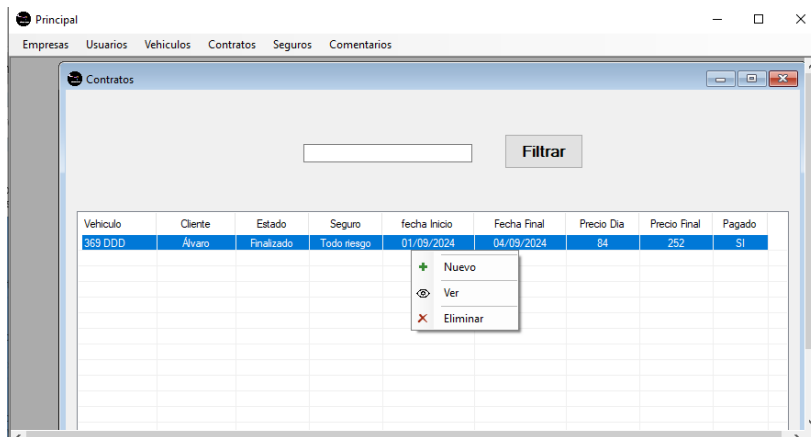 Principal
Empresas Usuarios Vehiculos Contratos Seguros Comentarios
Contratos
Filtrar
Vehiculo Cliente Estado Seguro fecha Inicio Fecha Final Precio Dia Precio Final Pagado
369 DDD Álvaro Finalizado Todo riesgo 01/09/2024 04/09/2024 84 252 SI
Nuevo
Ver
Eliminar